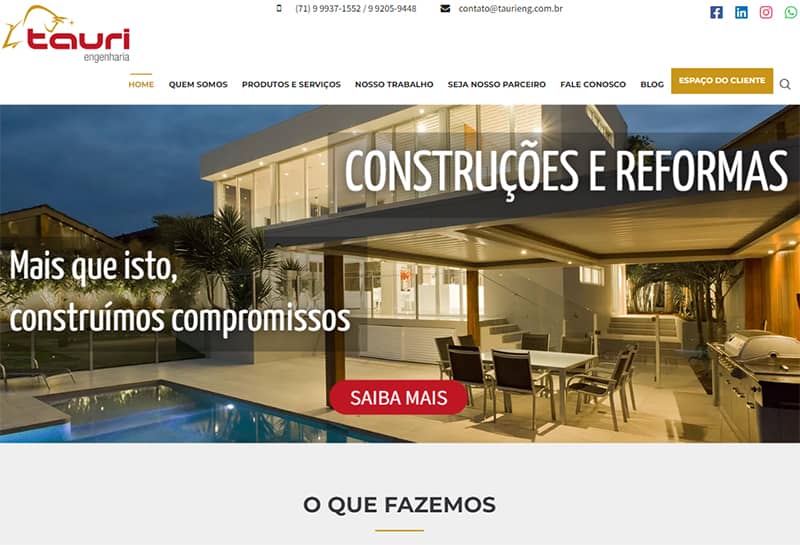 (71) 9 9937-1552 / 9 9205-9448
contato@taurieng.com.br
tauri
engenharia
HOME
QUEM SOMOS
PRODUTOS E SERVIÇOS
NOSSO TRABALHO
SEJA NOSSO PARCEIRO
FALE CONOSCO
BLOG
ESPAÇO DO CLIENTE
CONSTRUÇÕES E REFORMAS
Mais que isto,
construímos compromissos
SAIBA MAIS
O QUE FAZEMOS